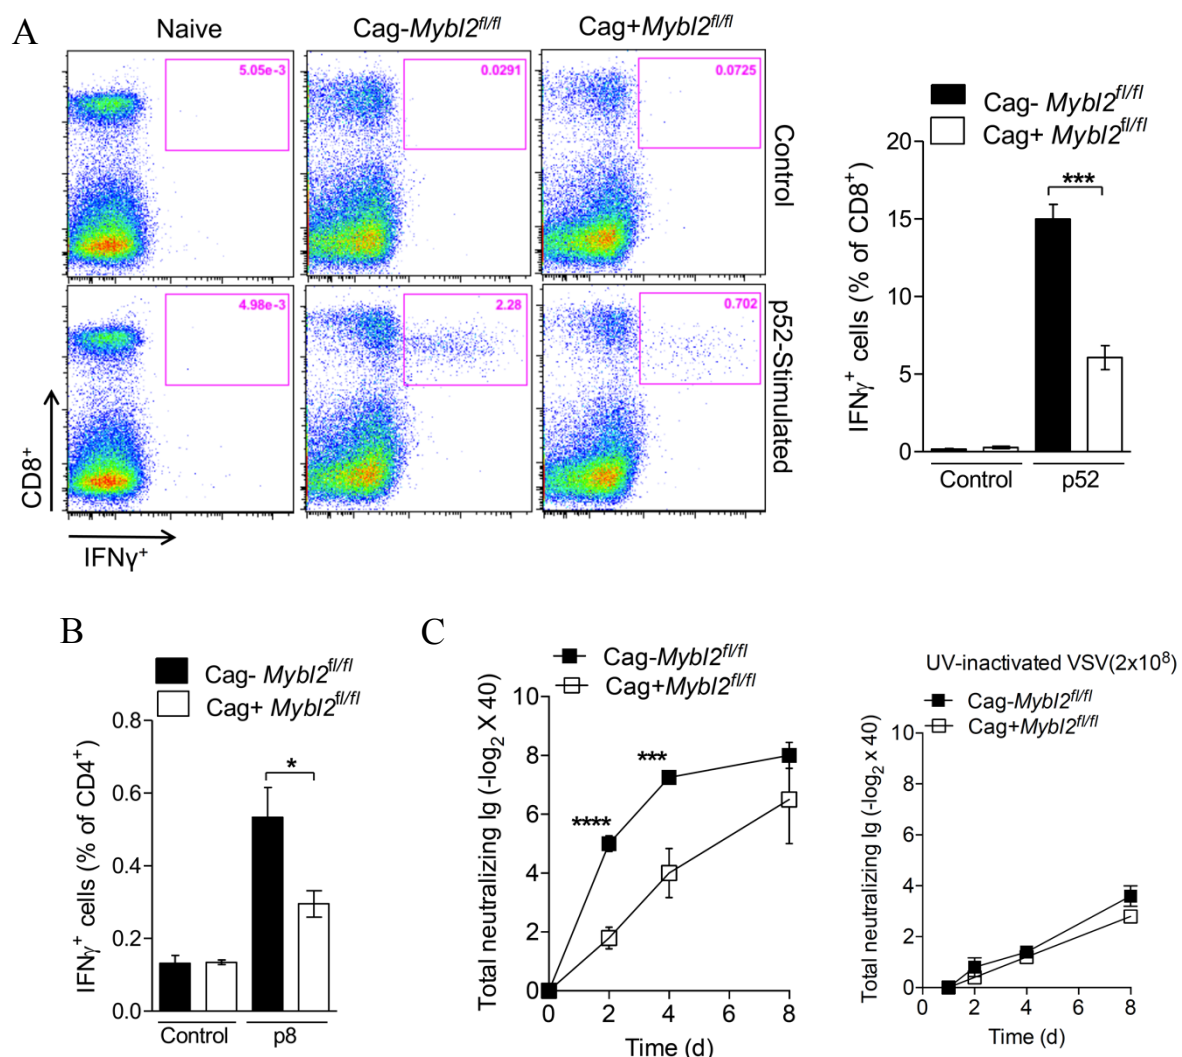 A
Naive
Cag-Mybl2fl/fl
Cag+Mybl2fl/fl
5.05e-3
0.0291
0.0725
Control
4.98e-3
2.28
0.702
p52-Stimulated
CD8+
IFNγ+
Cag- Mybl2fl/fl
Cag+ Mybl2fl/fl
IFNγ+ cells (% of CD8+)
20
15
10
5
0
***
Control
p52
B
Cag- Mybl2fl/fl
Cag+ Mybl2fl/fl
IFNγ+ cells (% of CD4+)
0.8
0.6
0.4
0.2
0.0
*
Control
p8
C
Cag-Mybl2fl/fl
Cag+Mybl2fl/fl
Total neutralizing Ig (-log2 X 40)
10
8
6
4
2
0
****
***
0 2 4 6 8
Time (d)
UV-inactivated VSV(2x108)
Cag-Mybl2fl/fl
Cag+Mybl2fl/fl
Total neutralizing Ig (-log2 x 40)
10
8
6
4
2
0
0 2 4 6 8
Time (d)